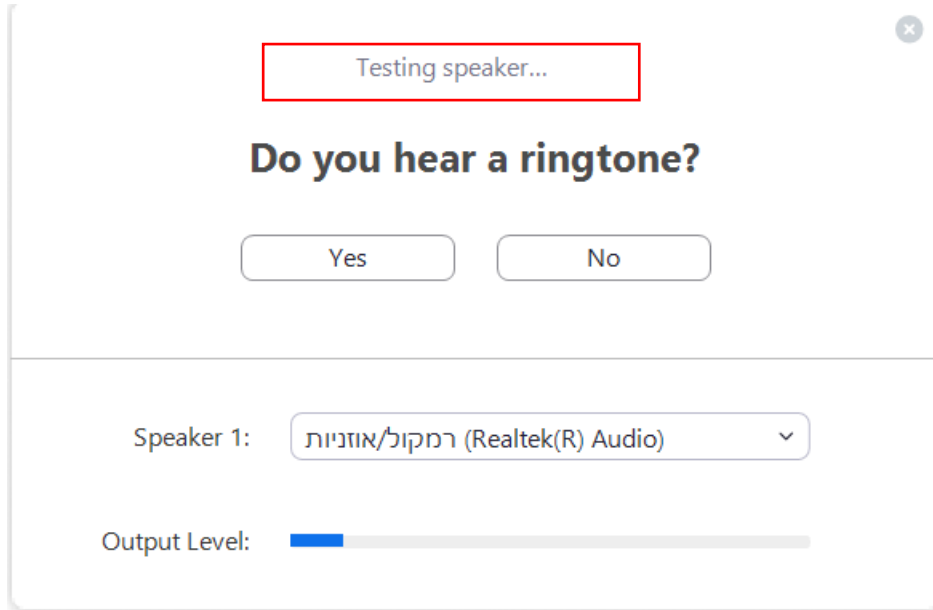 Testing speaker...
Do you hear a ringtone?
Yes
No
Speaker 1:
רמקול/אוזניות (Realtek(R) Audio)
Output Level: